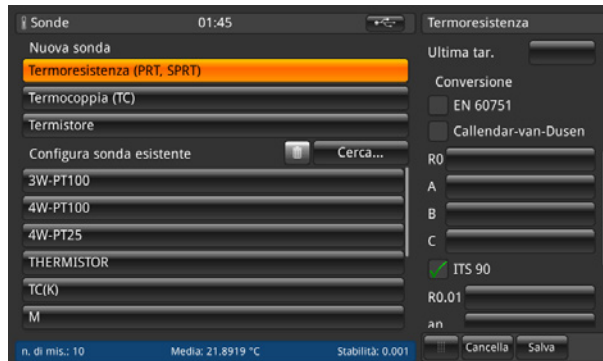 Sonde 01:45
Nuova sonda
Termoresistenza (PRT, SPRT)
Termocoppia (TC)
Termistore
Configura sonda esistente Cerca...
3W-PT100
4W-PT100
4W-PT25
THERMISTOR
TC(K)
M
n. di mis.: 10 Media: 21.8919 °C Stabilità: 0.001
Termoresistenza
Ultima tar.
Conversione
EN 60751
Callendar-van-Dusen
R0
A
B
C
ITS 90
R0.01
an
Cancella Salva